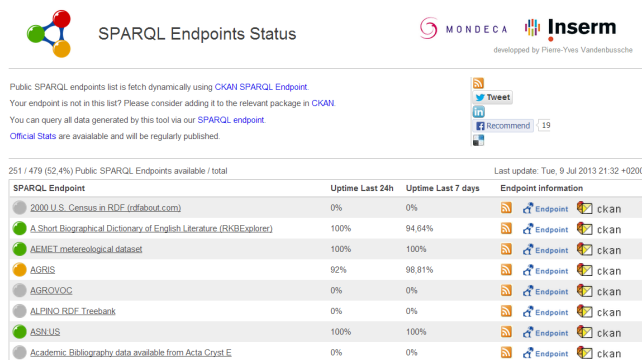 SPARQL Endpoints Status
MONDECA
Inserm
developped by Pierre-Yves Vandenbussche
Public SPARQL endpoints list is fetch dynamically using CKAN SPARQL Endpoint.
Your endpoint is not in this list? Please consider adding it to the relevant package in CKAN.
You can query all data generated by this tool via our SPARQL endpoint.
Official Stats are avaialable and will be regularly published.
Tweet
in
Recommend 19
251 / 479 (52,4%) Public SPARQL Endpoints available / total Last update: Tue, 9 Jul 2013 21:32 +0200
SPARQL Endpoint Uptime Last 24h Uptime Last 7 days Endpoint information
2000 U.S. Census in RDF (rdfabout.com) 0% 0% Endpoint ckan
A Short Biographical Dictionary of English Literature (RKBExplorer) 100% 94,64% Endpoint ckan
AEMET metereological dataset 100% 100% Endpoint ckan
AGRIS 92% 98,81% Endpoint ckan
AGROVOC 0% 0% Endpoint ckan
ALPINO RDF Treebank 0% 0% Endpoint ckan
ASN:US 100% 100% Endpoint ckan
Academic Bibliography data available from Acta Cryst E 0% 0% Endpoint ckan